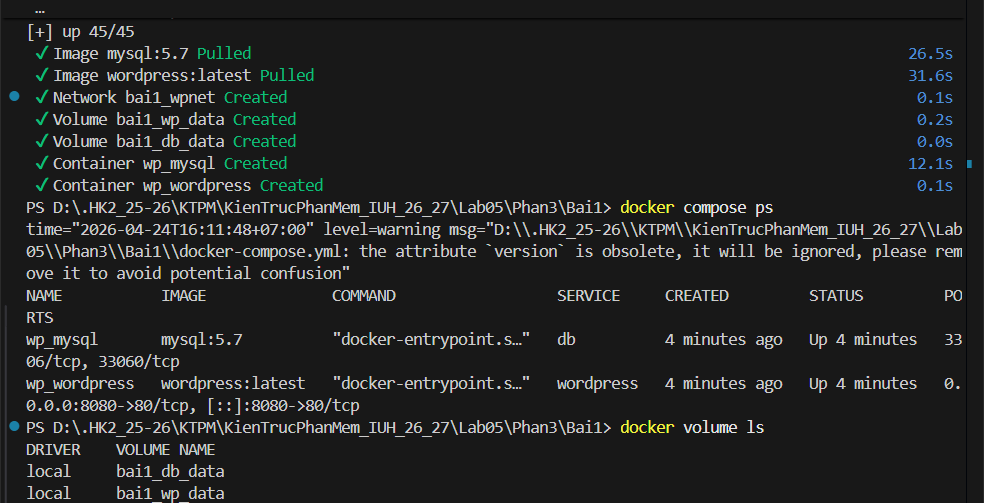 …
[+] up 45/45
✓ Image mysql:5.7 Pulled 26.5s
✓ Image wordpress:latest Pulled 31.6s
✓ Network bai1_wpnet Created 0.1s
✓ Volume bai1_wp_data Created 0.2s
✓ Volume bai1_db_data Created 0.0s
✓ Container wp_mysql Created 12.1s
✓ Container wp_wordpress Created 0.1s
PS D:\.HK2_25-26\KTPM\KienTrucPhanMem_IUH_26_27\Lab05\Phan3\Bai1> docker compose ps
time="2026-04-24T16:11:48+07:00" level=warning msg="D:\\.HK2_25-26\\KTPM\\KienTrucPhanMem_IUH_26_27\\Lab
05\\Phan3\\Bai1\\docker-compose.yml: the attribute `version` is obsolete, it will be ignored, please rem
ove it to avoid potential confusion"
NAME IMAGE COMMAND SERVICE CREATED STATUS PO
RTS
wp_mysql mysql:5.7 "docker-entrypoint.s…" db 4 minutes ago Up 4 minutes 33
06/tcp, 33060/tcp
wp_wordpress wordpress:latest "docker-entrypoint.s…" wordpress 4 minutes ago Up 4 minutes 0.
0.0.0:8080->80/tcp, [::]:8080->80/tcp
PS D:\.HK2_25-26\KTPM\KienTrucPhanMem_IUH_26_27\Lab05\Phan3\Bai1> docker volume ls
DRIVER VOLUME NAME
local bai1_db_data
local bai1_wp_data